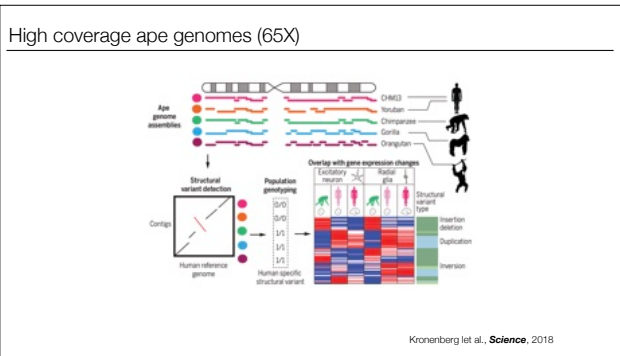 High coverage ape genomes (65X)
Ape
genome
assemblies
CHM13
Yoruban
Chimpanzee
Gorilla
Orangutan
Structural
variant detection
Contigs
Human reference
genome
Population
genotyping
0/0
0/0
1/1
1/1
1/1
Human specific
structural variant
Overlap with gene expression changes
Excitatory
neuron
Radial
glia
Structural
variant
type
Insertion
deletion
Duplication
Inversion
Kronenberg let al., Science, 2018